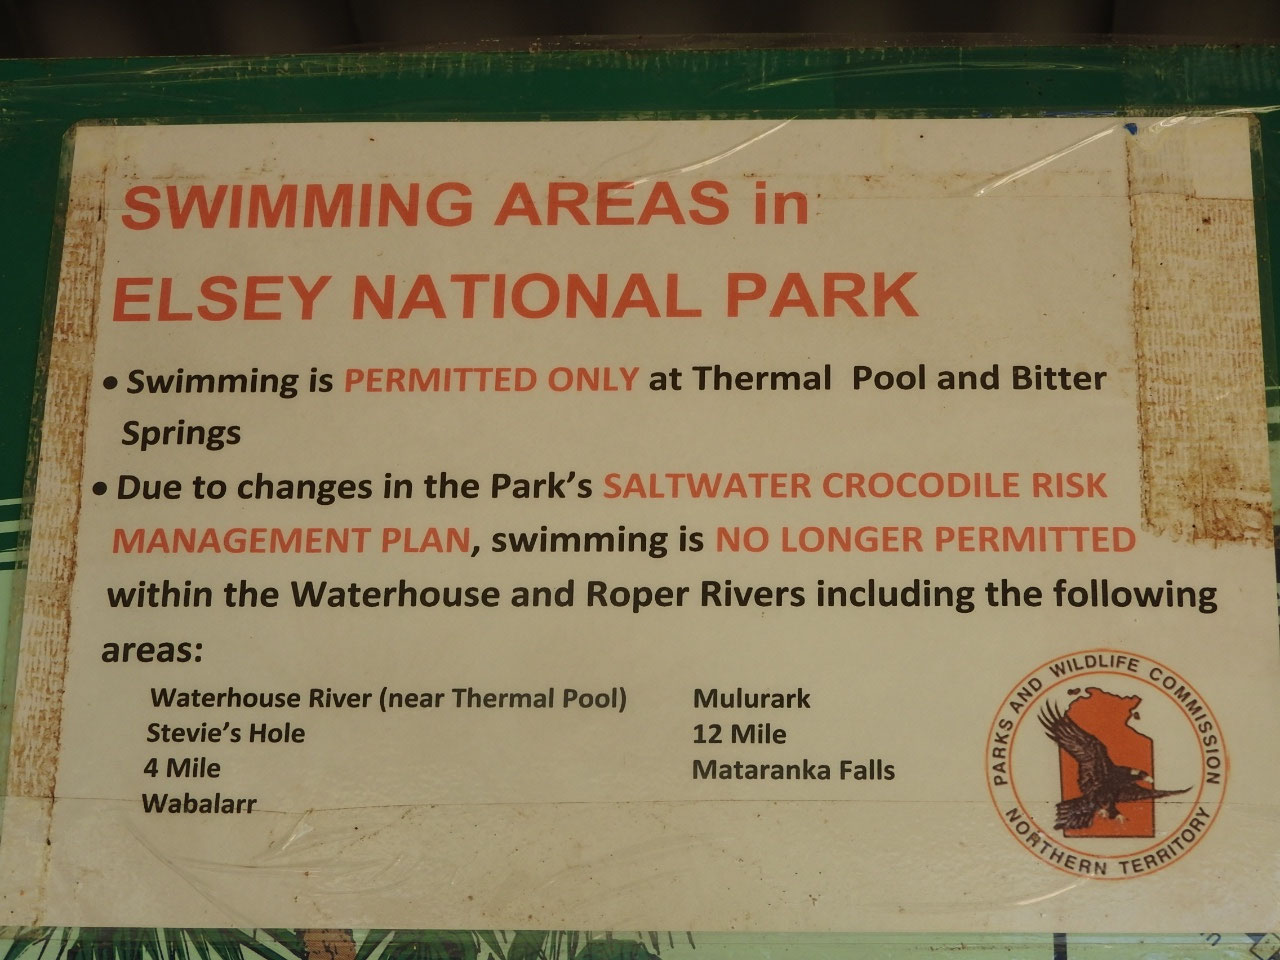 SWIMMING AREAS in
ELSEY NATIONAL PARK
• Swimming is PERMITTED ONLY at Thermal Pool and Bitter
Springs
• Due to changes in the Park’s SALTWATER CROCODILE RISK
MANAGEMENT PLAN, swimming is NO LONGER PERMITTED
within the Waterhouse and Roper Rivers including the following
areas:
Waterhouse River (near Thermal Pool)
Stevie’s Hole
4 Mile
Wabalarr
Mulurark
12 Mile
Mataranka Falls
PARKS AND WILDLIFE COMMISSION
NORTHERN TERRITORY